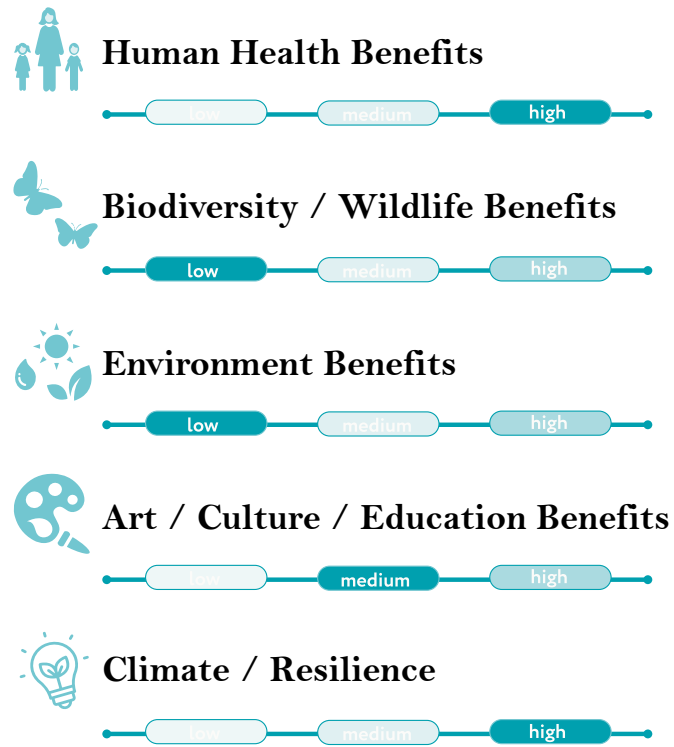 Human Health Benefits
low medium high
Biodiversity / Wildlife Benefits
low medium high
Environment Benefits
low medium high
Art / Culture / Education Benefits
low medium high
Climate / Resilience
low medium high